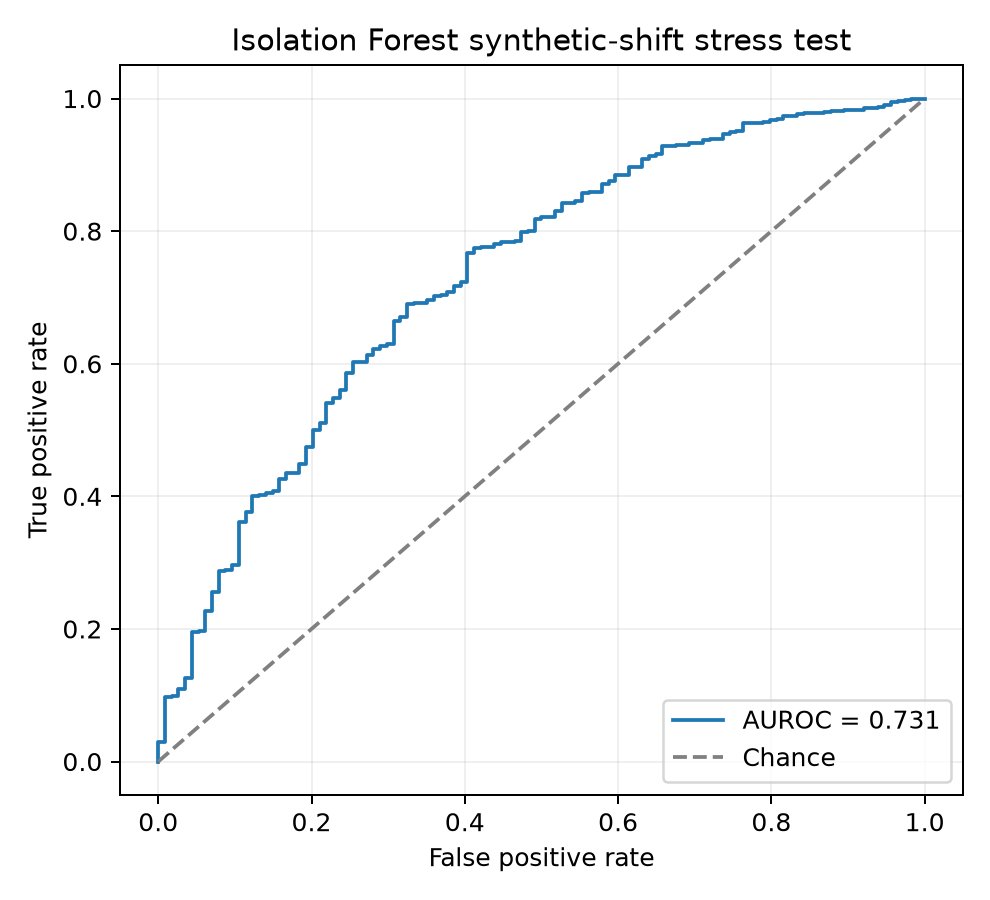 Isolation Forest synthetic-shift stress test
1.0
0.8
0.6
0.4
0.2
0.0
True positive rate
AUROC = 0.731
Chance
0.0 0.2 0.4 0.6 0.8 1.0
False positive rate